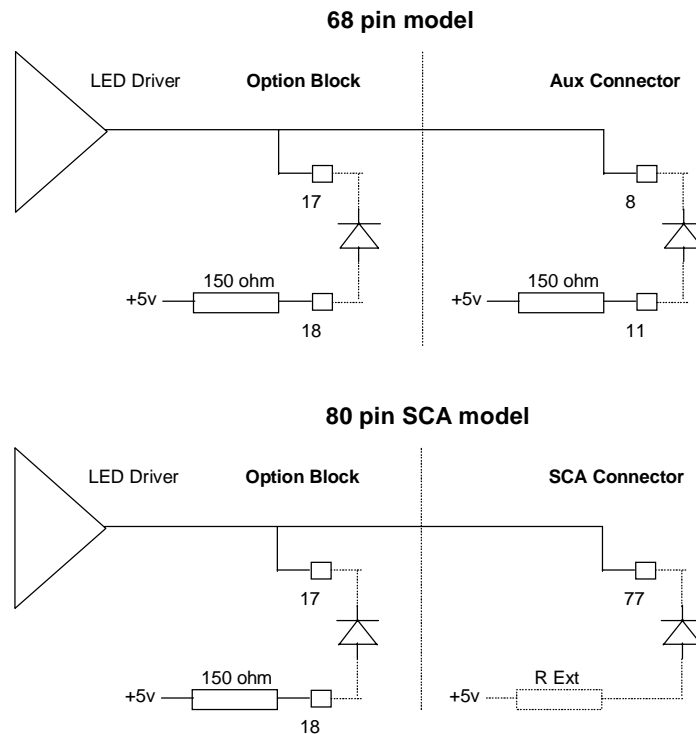 68 pin model
LED Driver Option Block Aux Connector
17 8
150 ohm 150 ohm
+5v +5v
18 11
80 pin SCA model
LED Driver Option Block SCA Connector
17 77
150 ohm R Ext
+5v +5v
18